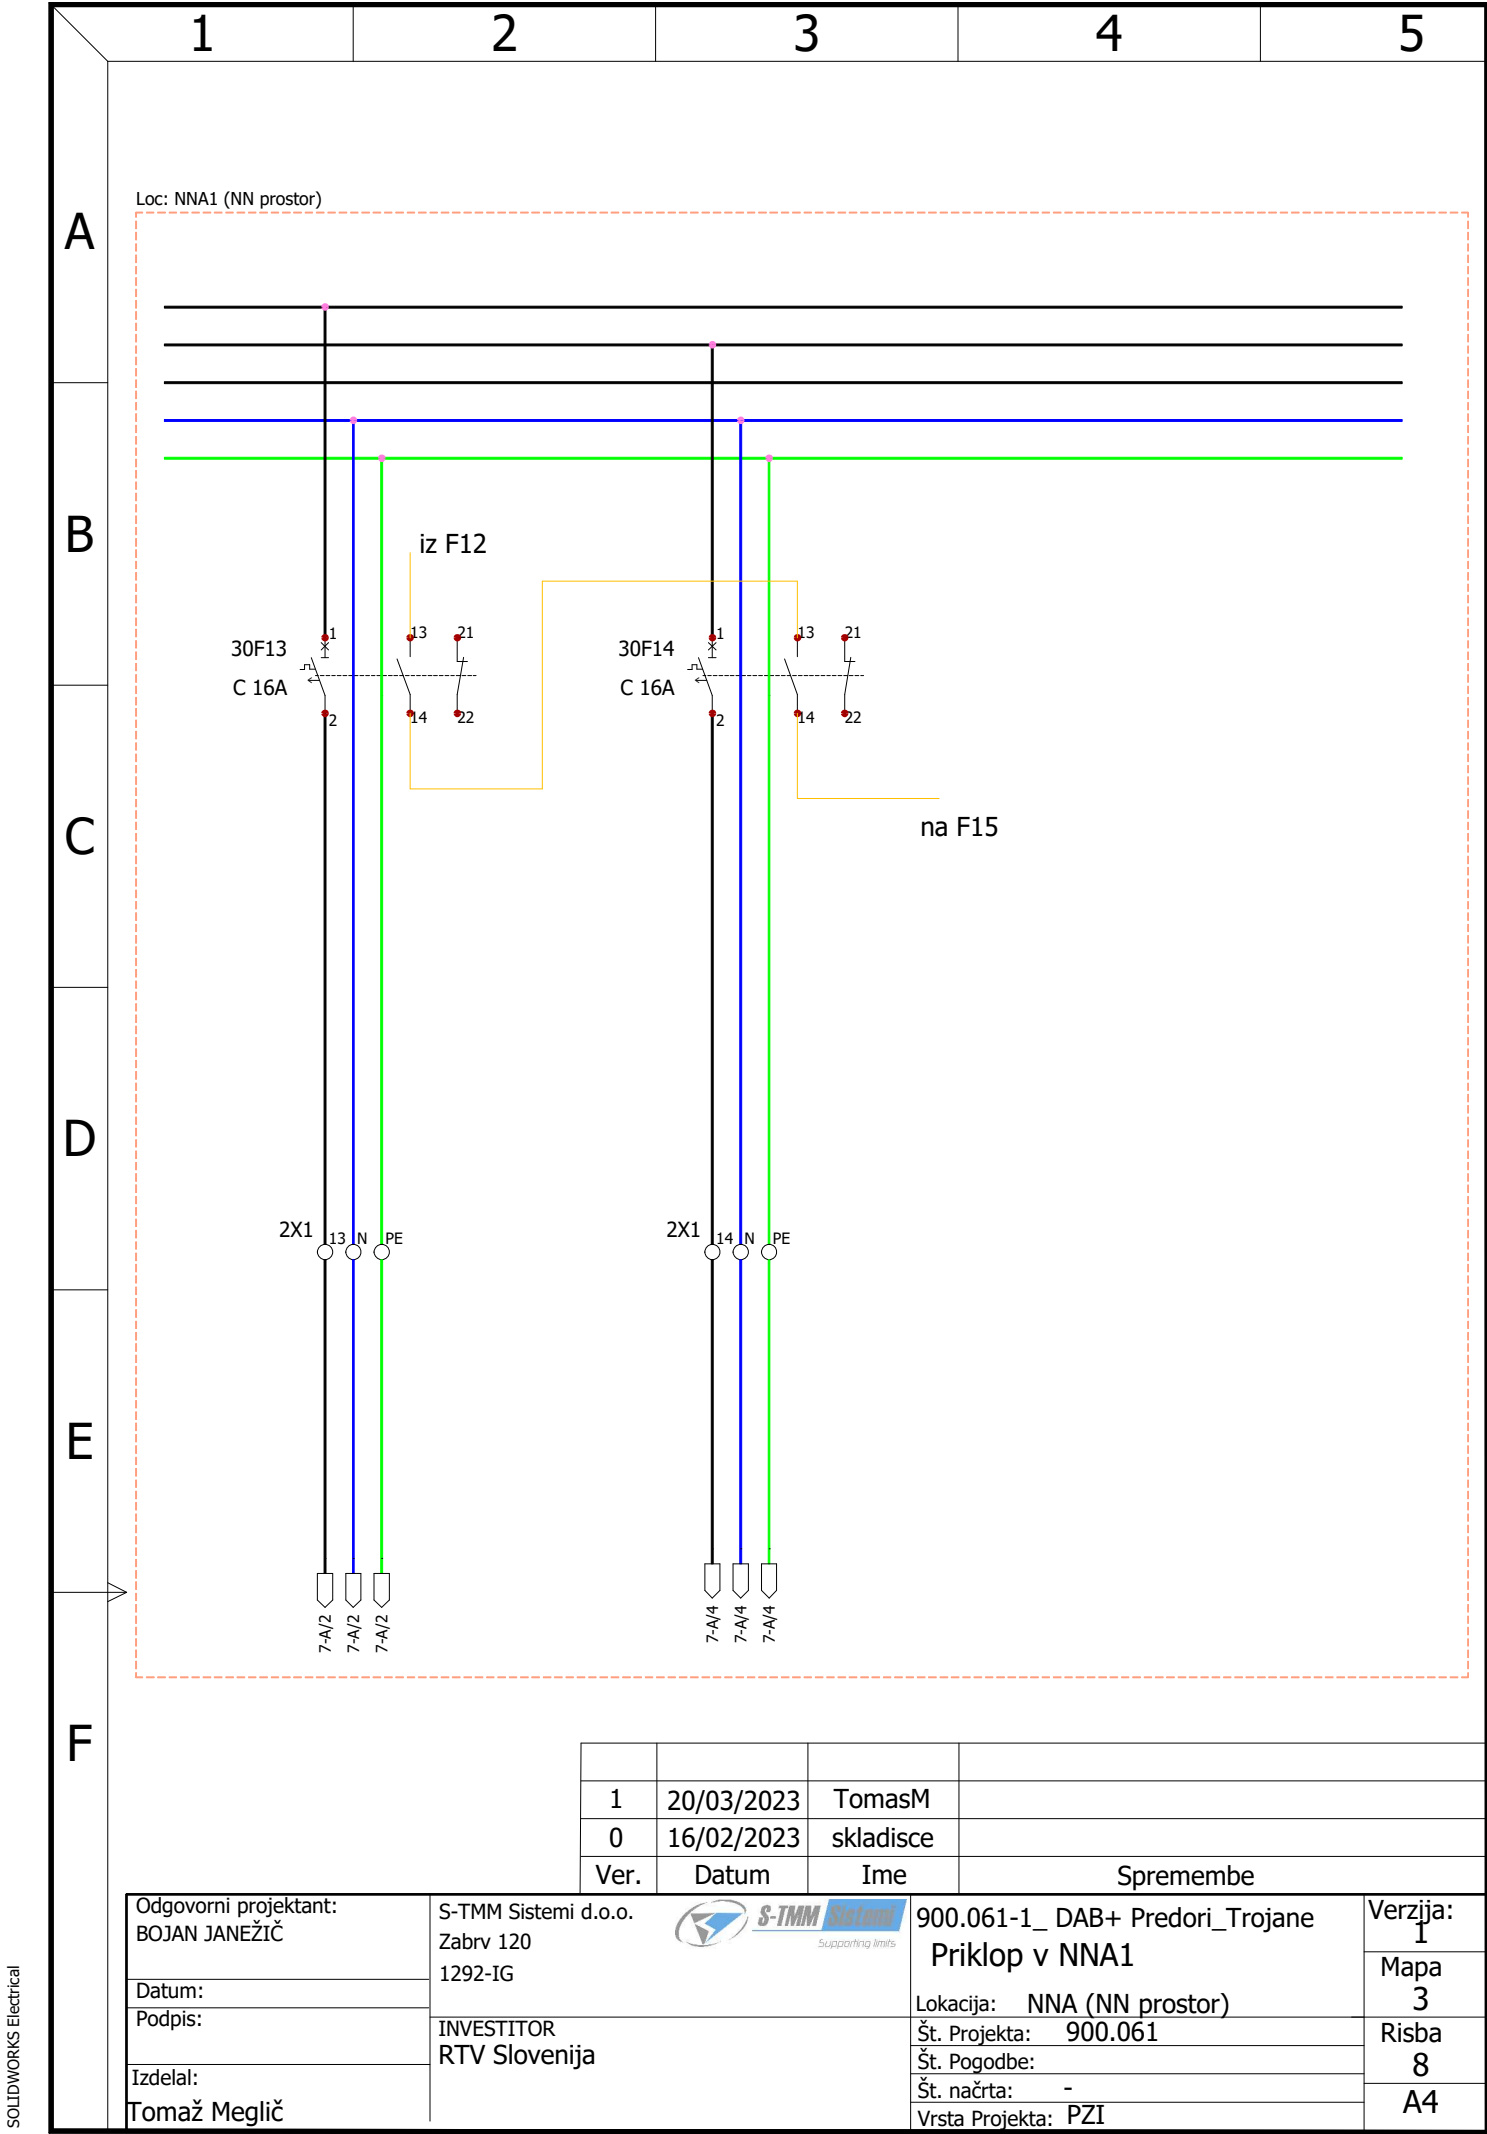 1 2 3 4 5
A
B
C
D
E
F
Loc: NNA1 (NN prostor)
iz F12
30F13
C 16A
1
2
13
14
21
22
30F14
C 16A
1
2
13
14
21
22
na F15
2X1 13 N PE
2X1 14 N PE
7-A/2 7-A/2 7-A/2
7-A/4 7-A/4 7-A/4
1 20/03/2023 TomasM
0 16/02/2023 skladisce
Ver. Datum Ime Spremembe
Odgovorni projektant:
BOJAN JANEŽIČ
Datum:
Podpis:
Izdelal:
Tomaž Meglič
S-TMM Sistemi d.o.o.
Zabrv 120
1292-IG
S-TMM Sistemi
Supporting limits
INVESTITOR
RTV Slovenija
900.061-1_ DAB+ Predori_Trojane
Priklop v NNA1
Lokacija: NNA (NN prostor)
Št. Projekta: 900.061
Št. Pogodbe:
Št. načrta: -
Vrsta Projekta: PZI
Verzija:
1
Mapa
3
Risba
8
A4
SOLIDWORKS Electrical